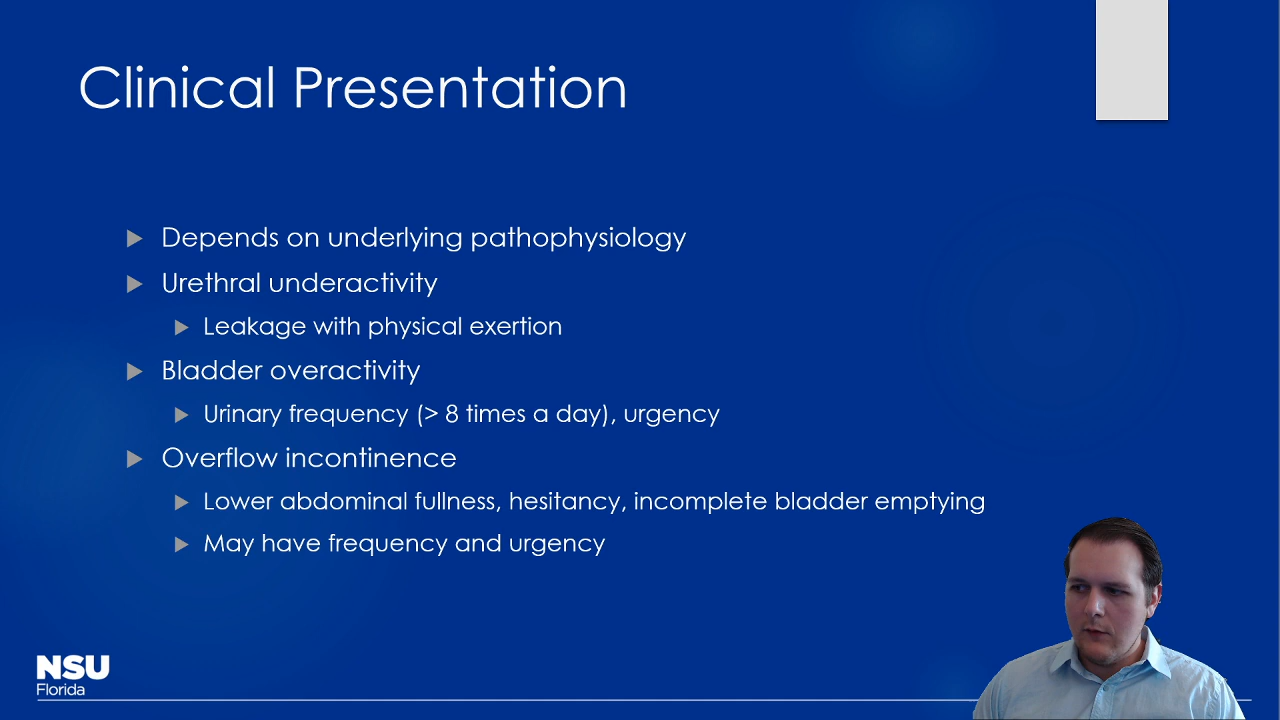 Clinical Presentation
Depends on underlying pathophysiology
Urethral underactivity
Leakage with physical exertion
Bladder overactivity
Urinary frequency (> 8 times a day), urgency
Overflow incontinence
Lower abdominal fullness, hesitancy, incomplete bladder emptying
May have frequency and urgency
NSU
Florida